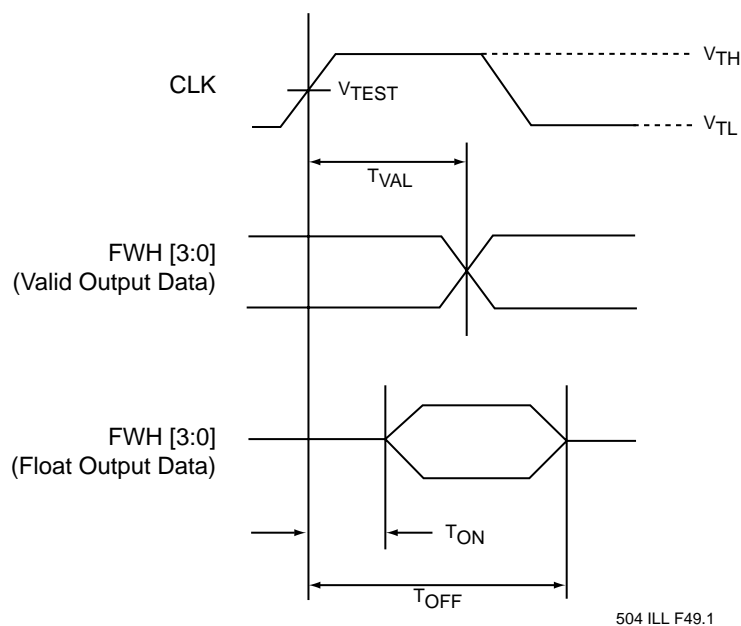 CLK
VTEST
VTH
VTL
TVAL
FWH [3:0]
(Valid Output Data)
FWH [3:0]
(Float Output Data)
TON
TOFF
504 ILL F49.1